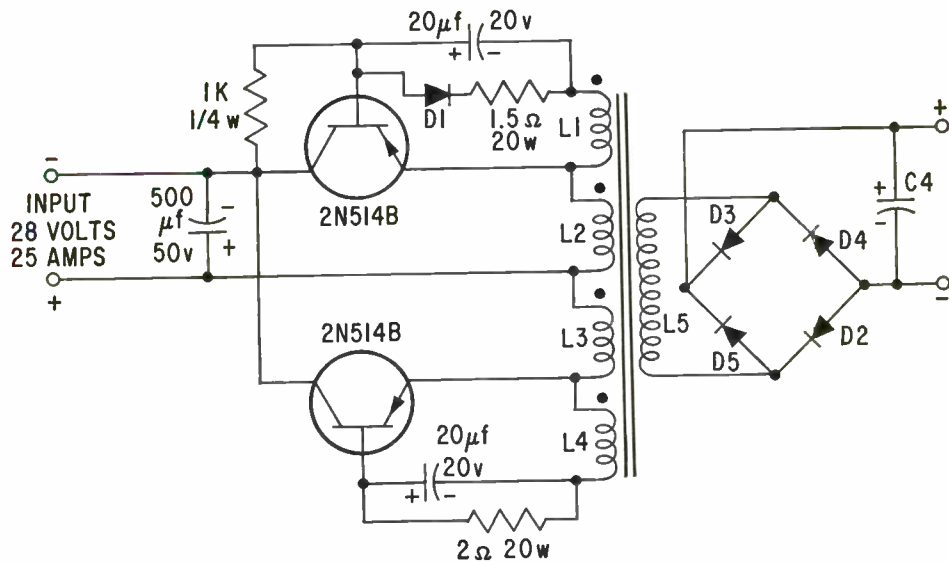 20µf 20v
+ -
1K
1/4 w
D1
1.5Ω
20w
L1
-
INPUT
28 VOLTS
25 AMPS
+
500
µf
50v
-
+
2N514B
L2
2N514B
L3
L4
20µf
20v
+ -
2Ω 20w
L5
D3
D4
D5
D2
+
C4
+
-
-